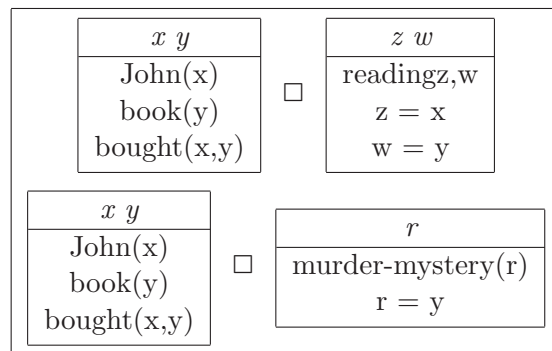 x y
John(x)
book(y)
bought(x,y)
□
z w
readingz,w
z = x
w = y
x y
John(x)
book(y)
bought(x,y)
□
r
murder-mystery(r)
r = y